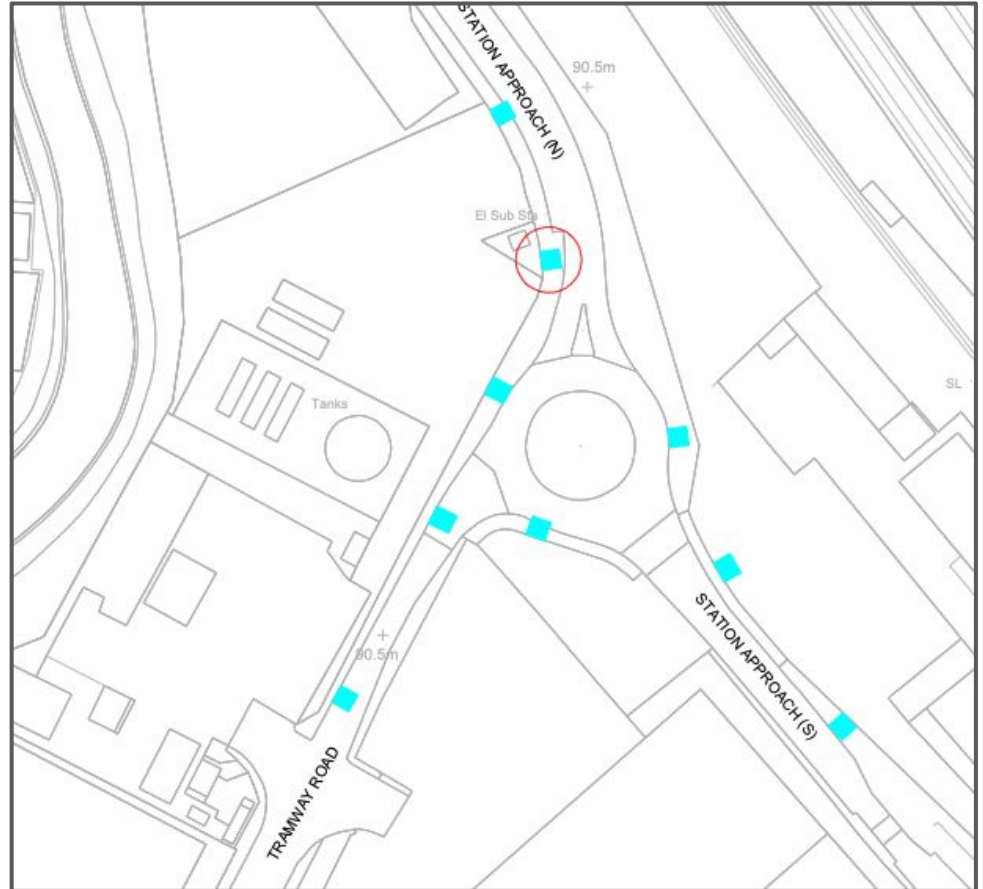 STATION APPROACH (N)
90.5m
El Sub Sta
SL
Tanks
STATION APPROACH (S)
90.5m
TRAMWAY ROAD